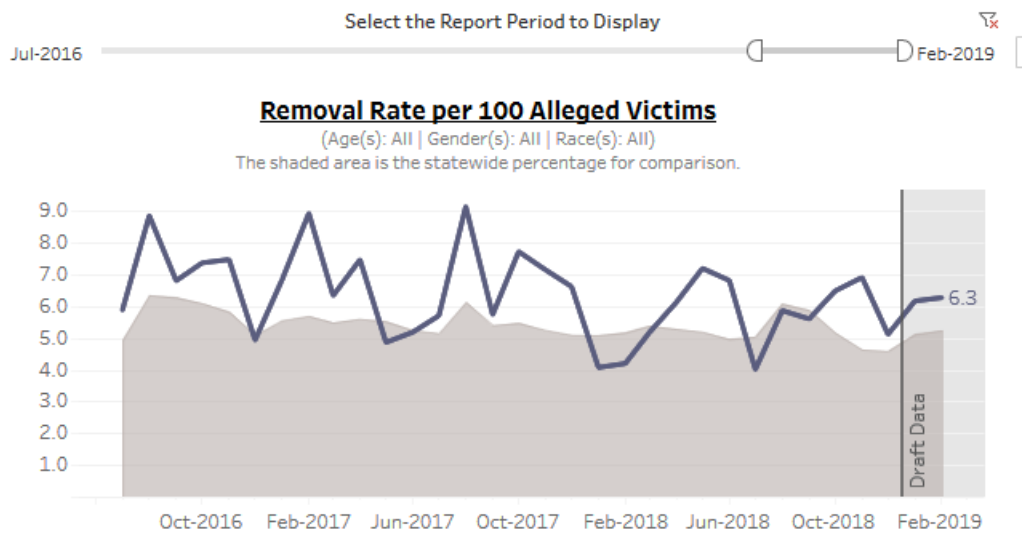 Select the Report Period to Display
Jul-2016
Feb-2019
Removal Rate per 100 Alleged Victims
(Age(s): All | Gender(s): All | Race(s): All)
The shaded area is the statewide percentage for comparison.
9.0
8.0
7.0
6.0
5.0
4.0
3.0
2.0
1.0
6.3
Draft Data
Oct-2016 Feb-2017 Jun-2017 Oct-2017 Feb-2018 Jun-2018 Oct-2018 Feb-2019